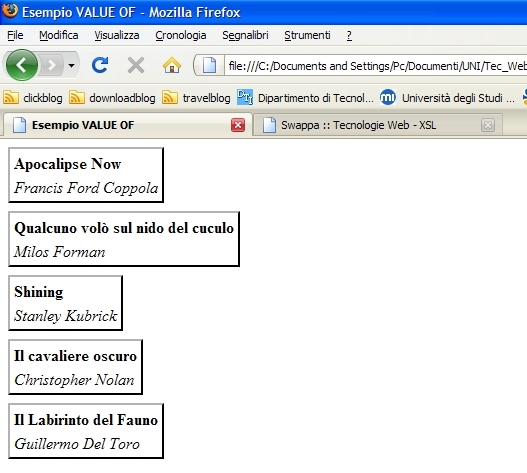 Esempio VALUE OF - Mozilla Firefox
File Modifica Visualizza Cronologia Segnalibri Strumenti ?
file:///C:/Documents and Settings/Pc/Documenti/UNI/Tec_Web
clickblog downloadblog travelblog DTI Dipartimento di Tecnol... mi Università degli Studi ...
Esempio VALUE OF Swappa :: Tecnologie Web - XSL
Apocalipse Now
Francis Ford Coppola
Qualcuno volò sul nido del cuculo
Milos Forman
Shining
Stanley Kubrick
Il cavaliere oscuro
Christopher Nolan
Il Labirinto del Fauno
Guillermo Del Toro